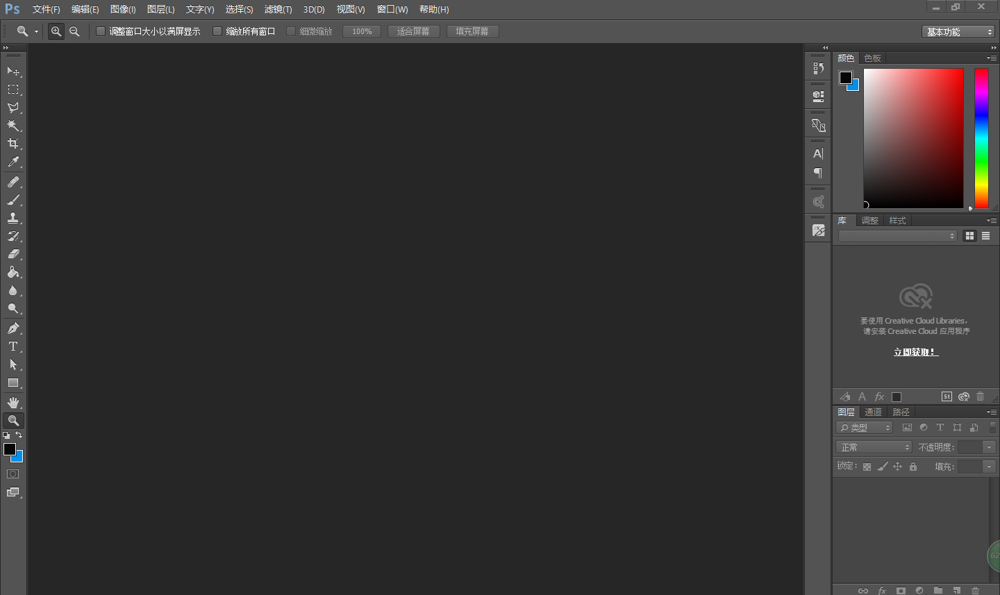 Ps 文件(F) 编辑(E) 图像(I) 图层(L) 文字(Y) 选择(S) 滤镜(T) 3D(D) 视图(V) 窗口(W) 帮助(H)
调整窗口大小以满屏显示 缩放所有窗口 细微缩放 100% 适合屏幕 填充屏幕 基本功能
颜色 色板
库 调整 样式
要使用 Creative Cloud Libraries，
请安装 Creative Cloud 应用程序
立即获取！
St
图层 通道 路径
类型
正常 不透明度：
锁定： 填充：
62